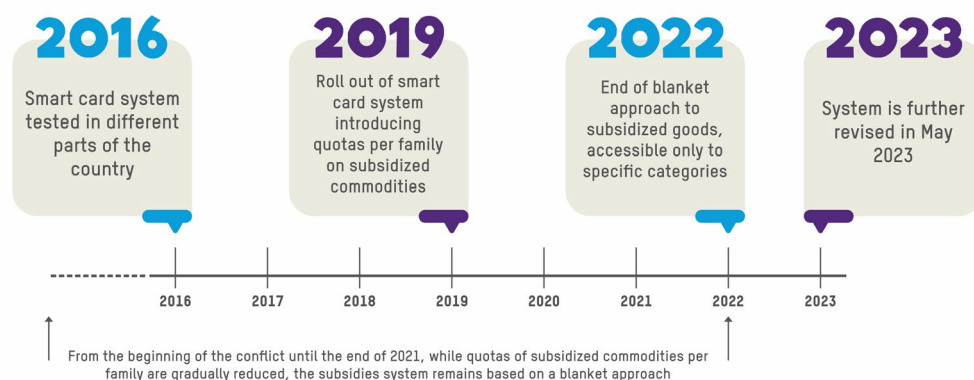 2016
Smart card system
tested in different
parts of the
country
2019
Roll out of smart
card system
introducing
quotas per family
on subsidized
commodities
2022
End of blanket
approach to
subsidized goods,
accessible only to
specific categories
2023
System is further
revised in May
2023
2016 2017 2018 2019 2020 2021 2022 2023
From the beginning of the conflict until the end of 2021, while quotas of subsidized commodities per
family are gradually reduced, the subsidies system remains based on a blanket approach